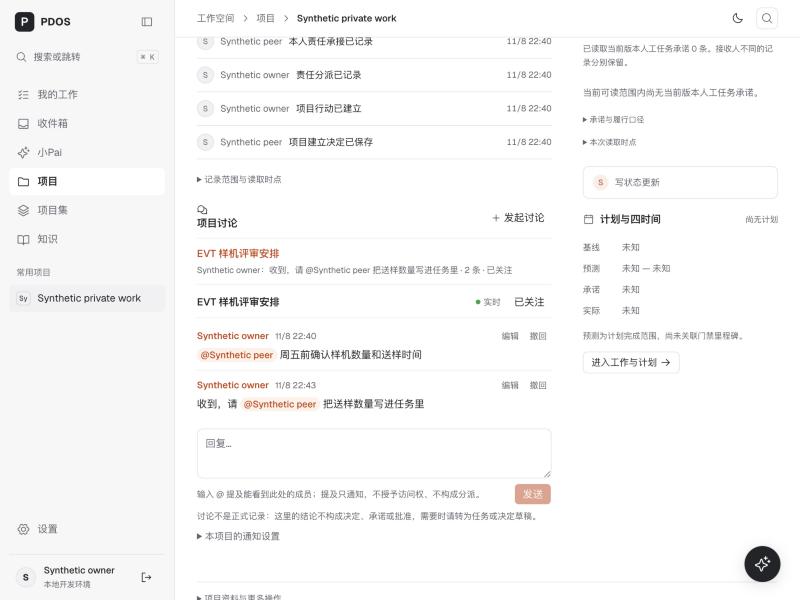 P PDOS
搜索或跳转 ⌘ K
我的工作
收件箱
小Pai
项目
项目集
知识
常用项目
Sy Synthetic private work
设置
S Synthetic owner
本地开发环境
工作空间 > 项目 > Synthetic private work
S Synthetic peer 本人责任承接已记录 11/8 22:40
S Synthetic owner 责任分派已记录 11/8 22:40
S Synthetic owner 项目行动已建立 11/8 22:40
S Synthetic peer 项目建立决定已保存 11/8 22:40
▶ 记录范围与读取时点
项目讨论
+ 发起讨论
EVT 样机评审安排
Synthetic owner：收到，请 @Synthetic peer 把送样数量写进任务里 · 2 条 · 已关注
EVT 样机评审安排 实时 已关注
Synthetic owner 11/8 22:40 编辑 撤回
@Synthetic peer 周五前确认样机数量和送样时间
Synthetic owner 11/8 22:43 编辑 撤回
收到，请 @Synthetic peer 把送样数量写进任务里
回复…
输入 @ 提及能看到此处的成员；提及只通知，不授予访问权、不构成分派。 发送
讨论不是正式记录：这里的结论不构成决定、承诺或批准，需要时请转为任务或决定草稿。
▶ 本项目的通知设置
▶ 项目资料与更多操作
已读取当前版本人工任务承诺 0 条。接收人不同的记
录分别保留。
当前可读范围内尚无当前版本人工任务承诺。
▶ 承诺与履行口径
▶ 本次读取时点
S 写状态更新
计划与四时间 尚无计划
基线 未知
预测 未知 — 未知
承诺 未知
实际 未知
预测为计划完成范围，尚未关联门禁里程碑。
进入工作与计划 →